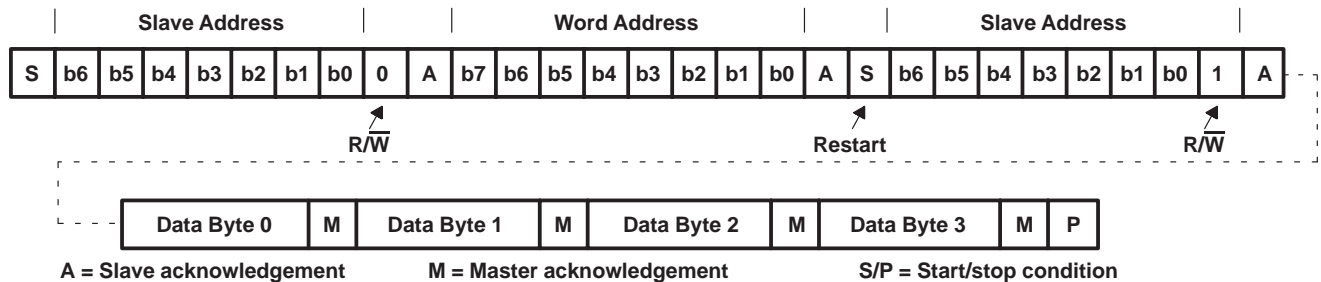 Slave Address Word Address Slave Address
S b6 b5 b4 b3 b2 b1 b0 0 A b7 b6 b5 b4 b3 b2 b1 b0 A S b6 b5 b4 b3 b2 b1 b0 1 A
R/W̅ Restart R/W̅
Data Byte 0 M Data Byte 1 M Data Byte 2 M Data Byte 3 M P
A = Slave acknowledgement M = Master acknowledgement S/P = Start/stop condition